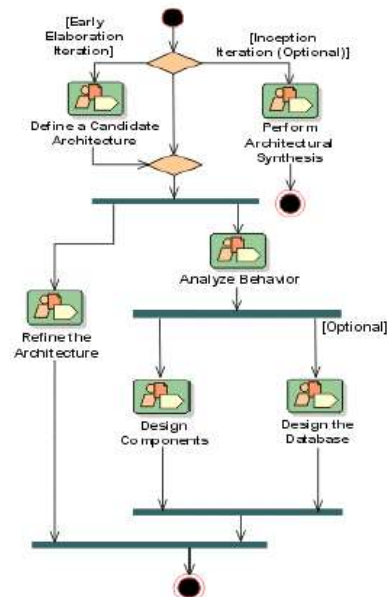 [Early
Elaboration
Iteration]
[Inception
Iteration (Optional)]
Define a Candidate
Architecture
Perform
Architectural
Synthesis
Analyze Behavior
Refine the
Architecture
[Optional]
Design
Components
Design the
Database